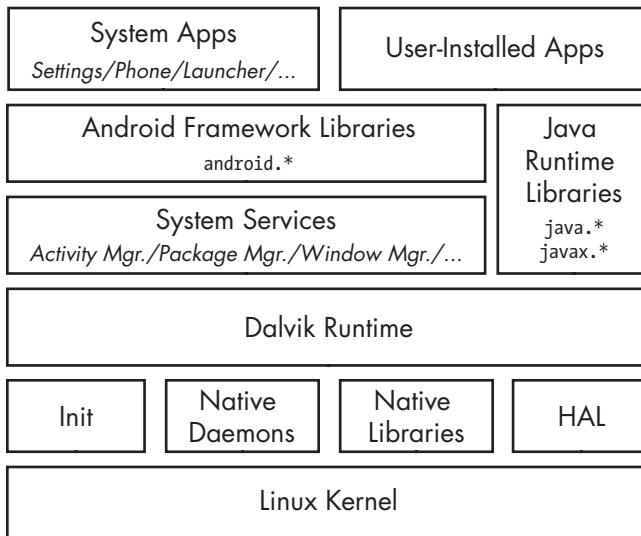 System Apps
Settings/Phone/Launcher/...
User-Installed Apps
Android Framework Libraries
android.*
Java
Runtime
Libraries
java.*
javax.*
System Services
Activity Mgr./Package Mgr./Window Mgr./...
Dalvik Runtime
Init
Native
Daemons
Native
Libraries
HAL
Linux Kernel